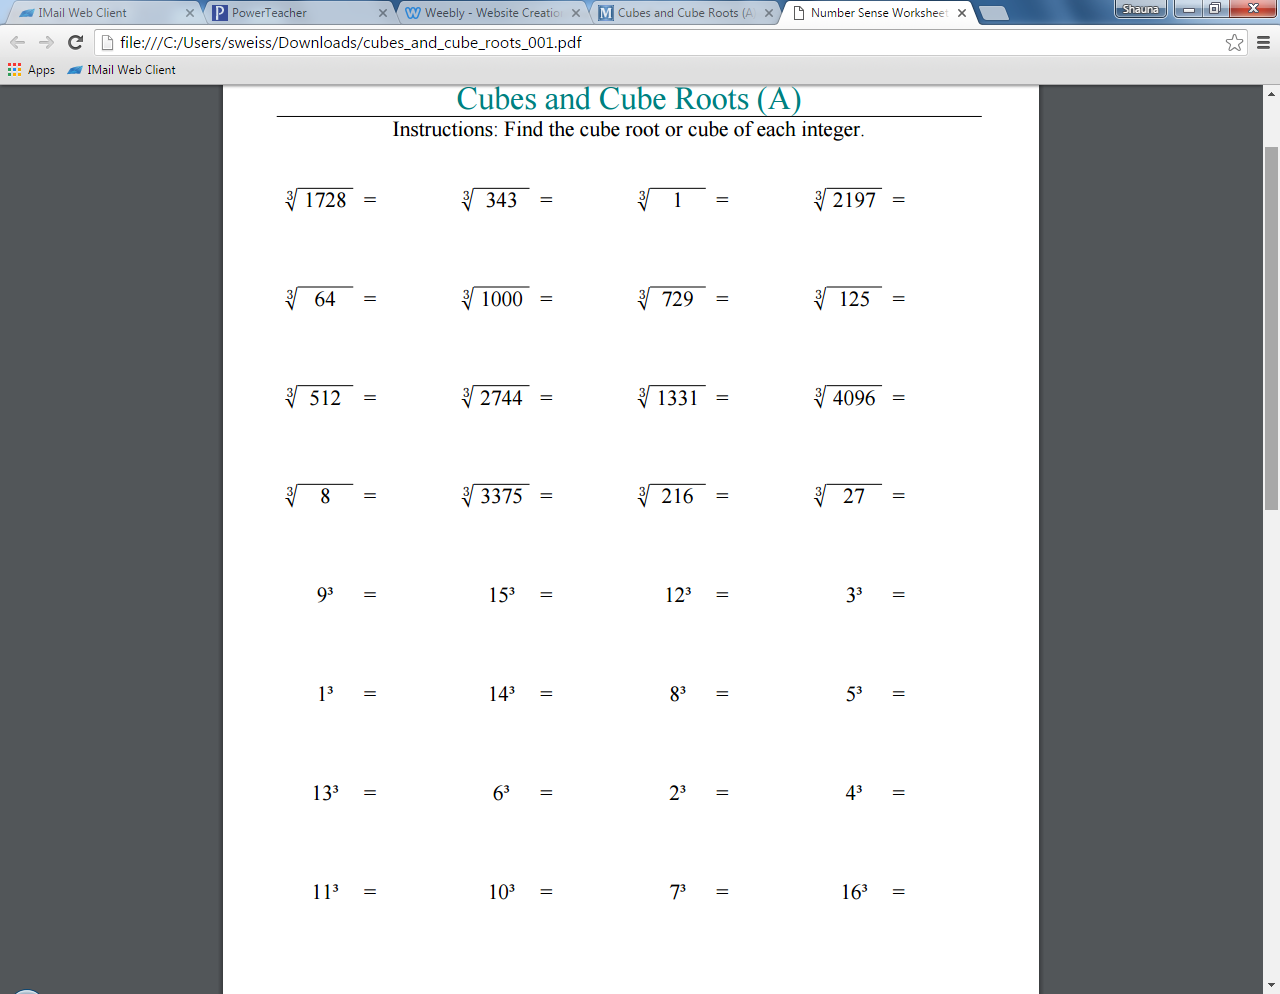 IMail Web Client PowerTeacher Weebly - Website Creatio Cubes and Cube Roots (A Number Sense Worksheet Shauna
file:///C:/Users/sweiss/Downloads/cubes_and_cube_roots_001.pdf
Apps IMail Web Client
Cubes and Cube Roots (A)
Instructions: Find the cube root or cube of each integer.
∛1728 = ∛343 = ∛1 = ∛2197 =
∛64 = ∛1000 = ∛729 = ∛125 =
∛512 = ∛2744 = ∛1331 = ∛4096 =
∛8 = ∛3375 = ∛216 = ∛27 =
9³ = 15³ = 12³ = 3³ =
1³ = 14³ = 8³ = 5³ =
13³ = 6³ = 2³ = 4³ =
11³ = 10³ = 7³ = 16³ =